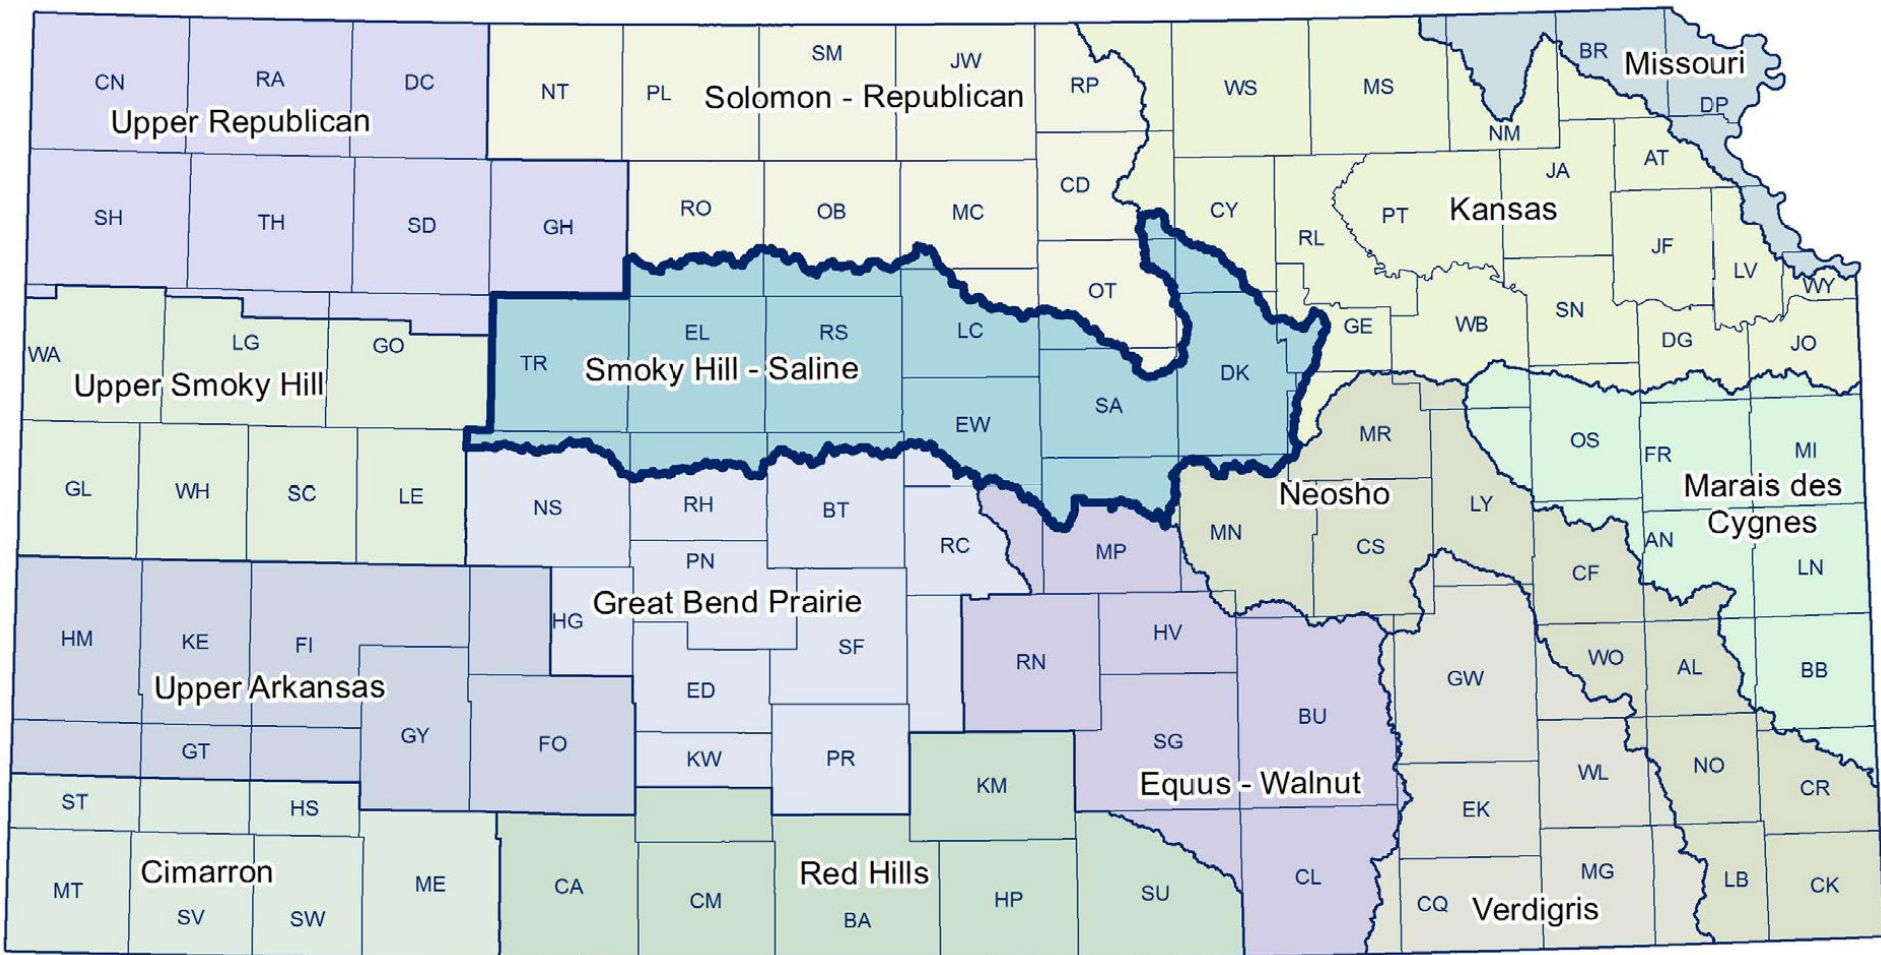 CN RA DC NT PL SM JW RP WS MS BR
Upper Republican Solomon - Republican Missouri
NM DP
SH TH SD GH RO OB MC CD CY RL PT JA AT
Kansas
JF LV WY
OT
WA LG GO TR EL RS LC GE WB SN DG JO
Upper Smoky Hill Smoky Hill - Saline
EW SA DK MR OS FR MI
GL WH SC LE NS RH BT
Neosho Marais des
Cygnes
LY
PN RC MP MN CS CF AN LN
Great Bend Prairie
HM KE FI HG ED SF RN HV BU GW WO AL BB
Upper Arkansas
GT GY FO KW PR KM SG WL NO CR
Equus - Walnut
ST HS EK
Cimarron Red Hills
MT SV SW ME CA CM BA HP SU CL CQ MG LB CK
Verdigris